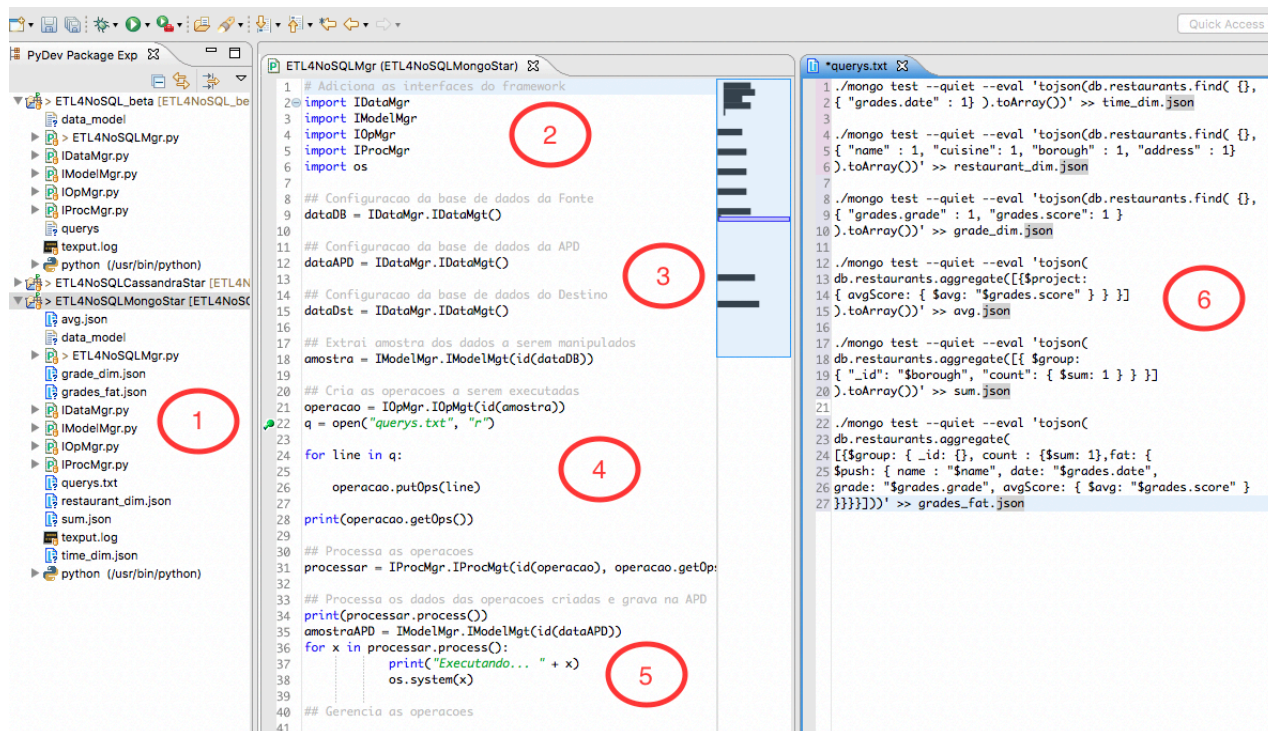 Quick Access
PyDev Package Exp
> ETL4NoSQL_beta [ETL4NoSQL_be
data_model
> ETL4NoSQLMgr.py
IDataMgr.py
IModelMgr.py
IOpMgr.py
IProcMgr.py
querys
texput.log
python (/usr/bin/python)
> ETL4NoSQLCassandraStar [ETL4N
> ETL4NoSQLMongoStar [ETL4NoS
avg.json
data_model
> ETL4NoSQLMgr.py
grade_dim.json
grades_fat.json
IDataMgr.py
IModelMgr.py
IOpMgr.py
IProcMgr.py
querys.txt
restaurant_dim.json
sum.json
texput.log
time_dim.json
python (/usr/bin/python)
1
ETL4NoSQLMgr (ETL4NoSQLMongoStar)
1 # Adiciona as interfaces do framework
2 import IDataMgr
3 import IModelMgr
4 import IOpMgr
5 import IProcMgr
6 import os
7
8 ## Configuracao da base de dados da Fonte
9 dataDB = IDataMgr.IDataMgt()
10
11 ## Configuracao da base de dados da APD
12 dataAPD = IDataMgr.IDataMgt()
13
14 ## Configuracao da base de dados do Destino
15 dataDst = IDataMgr.IDataMgt()
16
17 ## Extrai amostra dos dados a serem manipulados
18 amostra = IModelMgr.IModelMgt(id(dataDB))
19
20 ## Cria as operacoes a serem executadas
21 operacao = IOpMgr.IOpMgt(id(amostra))
22 q = open("querys.txt", "r")
23
24 for line in q:
25
26 operacao.putOps(line)
27
28 print(operacao.getOps())
29
30 ## Processa as operacoes
31 processar = IProcMgr.IProcMgt(id(operacao), operacao.getOp
32
33 ## Processa os dados das operacoes criadas e grava na APD
34 print(processar.process())
35 amostraAPD = IModelMgr.IModelMgt(id(dataAPD))
36 for x in processar.process():
37 print("Executando... " + x)
38 os.system(x)
39
40 ## Gerencia as operacoes
41
2
3
4
5
*querys.txt
1 ./mongo test --quiet --eval 'tojson(db.restaurants.find( {},
2 { "grades.date" : 1} ).toArray())' >> time_dim.json
3
4 ./mongo test --quiet --eval 'tojson(db.restaurants.find( {},
5 { "name" : 1, "cuisine": 1, "borough" : 1, "address" : 1}
6 ).toArray())' >> restaurant_dim.json
7
8 ./mongo test --quiet --eval 'tojson(db.restaurants.find( {},
9 { "grades.grade" : 1, "grades.score": 1 }
10 ).toArray())' >> grade_dim.json
11
12 ./mongo test --quiet --eval 'tojson(
13 db.restaurants.aggregate([{$project:
14 { avgScore: { $avg: "$grades.score" } } }]
15 ).toArray())' >> avg.json
16
17 ./mongo test --quiet --eval 'tojson(
18 db.restaurants.aggregate([{ $group:
19 { "_id": "$borough", "count": { $sum: 1 } } }]
20 ).toArray())' >> sum.json
21
22 ./mongo test --quiet --eval 'tojson(
23 db.restaurants.aggregate(
24 [{$group: { _id: {}, count : {$sum: 1},fat: {
25 $push: { name : "$name", date: "$grades.date",
26 grade: "$grades.grade", avgScore: { $avg: "$grades.score" }
27 }}}}]))' >> grades_fat.json
6